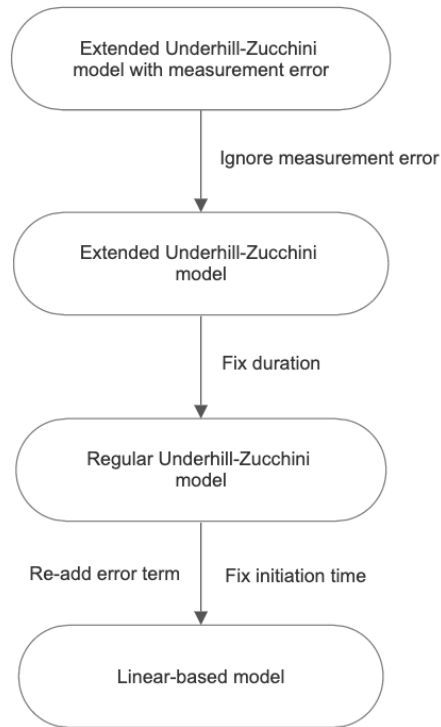 Extended Underhill-Zucchini
model with measurement error
Ignore measurement error
Extended Underhill-Zucchini
model
Fix duration
Regular Underhill-Zucchini
model
Re-add error term
Fix initiation time
Linear-based model